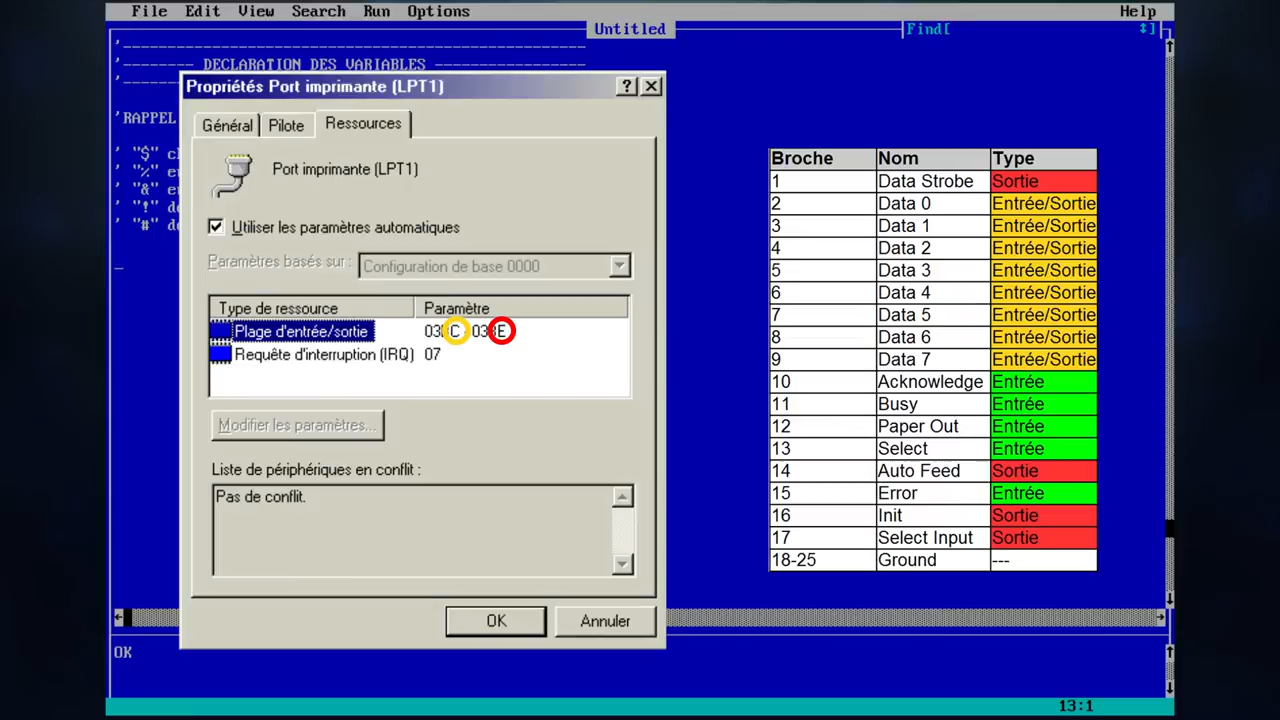 File Edit View Search Run Options Help
Untitled
Find[
'-------- DECLARATION DES VARIABLES ----------------
'RAPPEL
' "$"
' "%"
' "&"
' "!"
' "#"
Propriétés Port imprimante (LPT1)
Général Pilote Ressources
Port imprimante (LPT1)
Utiliser les paramètres automatiques
Paramètres basés sur : Configuration de base 0000
Type de ressource Paramètre
Plage d'entrée/sortie 03BC - 03BE
Requête d'interruption (IRQ) 07
Modifier les paramètres...
Liste de périphériques en conflit :
Pas de conflit.
OK Annuler
Broche Nom Type
1 Data Strobe Sortie
2 Data 0 Entrée/Sortie
3 Data 1 Entrée/Sortie
4 Data 2 Entrée/Sortie
5 Data 3 Entrée/Sortie
6 Data 4 Entrée/Sortie
7 Data 5 Entrée/Sortie
8 Data 6 Entrée/Sortie
9 Data 7 Entrée/Sortie
10 Acknowledge Entrée
11 Busy Entrée
12 Paper Out Entrée
13 Select Entrée
14 Auto Feed Sortie
15 Error Entrée
16 Init Sortie
17 Select Input Sortie
18-25 Ground ---
OK
13:1